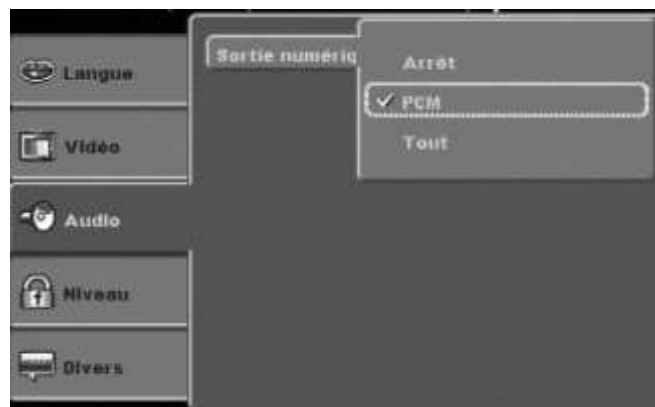 Langue
Vidéo
Audio
Niveau
Divers
Sortie numériq
Arrêt
PCM
Tout